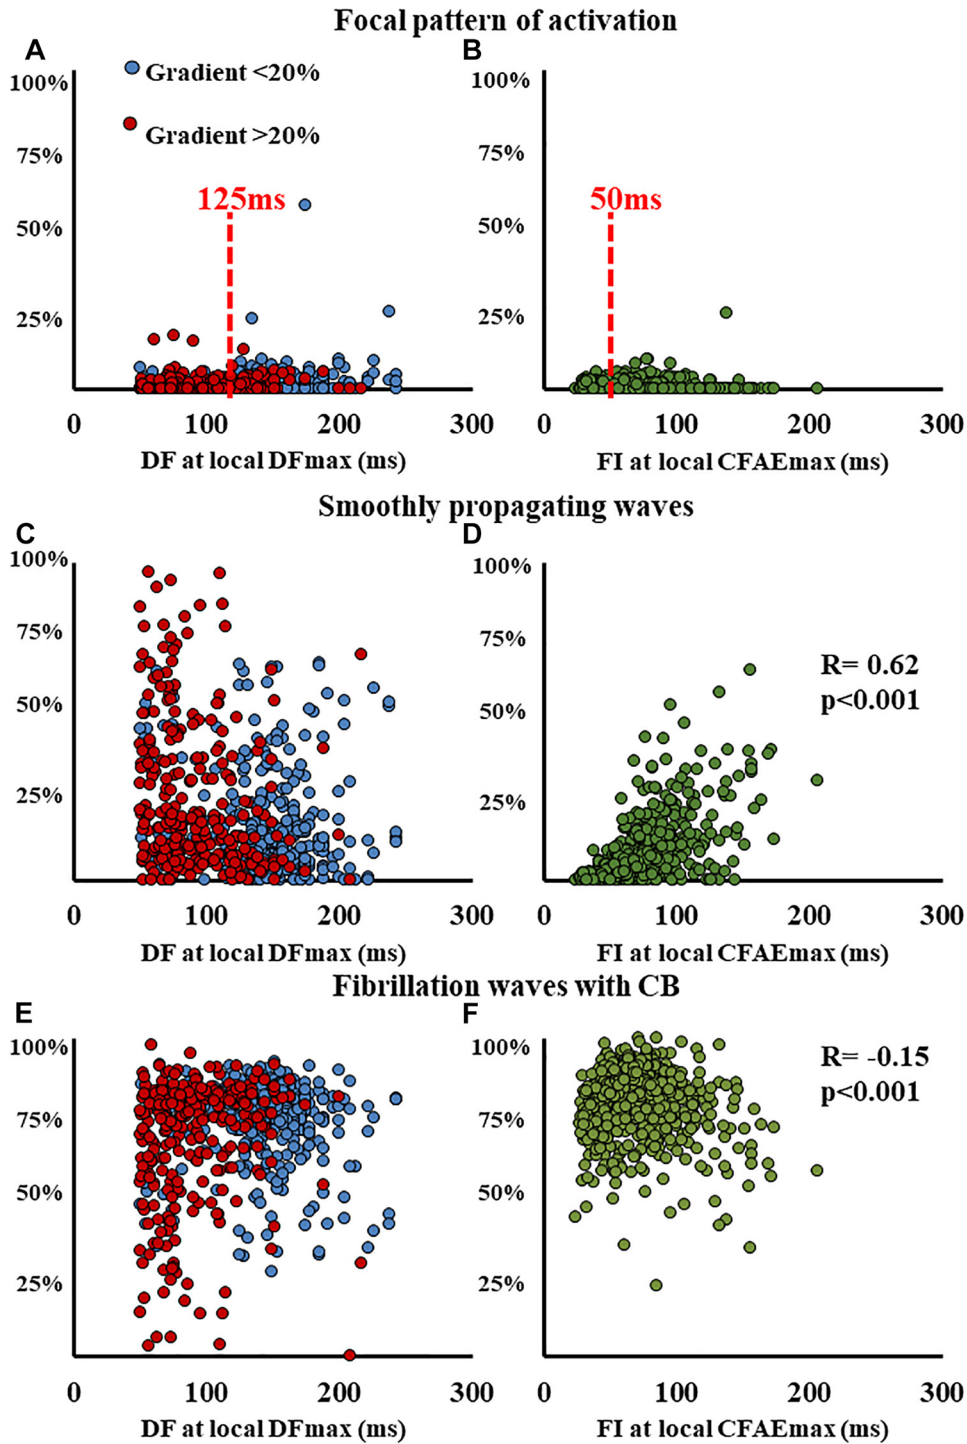 Focal pattern of activation
A
B
Gradient <20%
Gradient >20%
100%
75%
50%
25%
125ms
0 100 200 300
DF at local DFmax (ms)
100%
75%
50%
25%
50ms
0 100 200 300
FI at local CFAEmax (ms)
Smoothly propagating waves
C
D
100%
75%
50%
25%
0 100 200 300
DF at local DFmax (ms)
100%
75%
50%
25%
R= 0.62
p<0.001
0 100 200 300
FI at local CFAEmax (ms)
Fibrillation waves with CB
E
F
100%
75%
50%
25%
0 100 200 300
DF at local DFmax (ms)
100%
75%
50%
25%
R= -0.15
p<0.001
0 100 200 300
FI at local CFAEmax (ms)